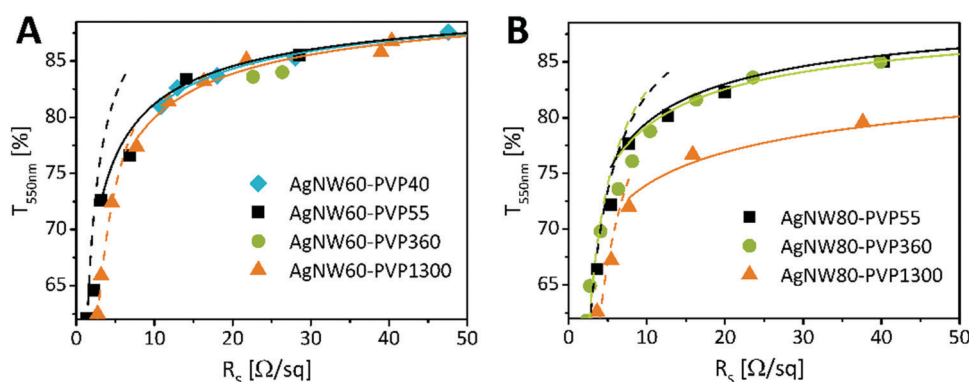 A
T550nm [%]
85
80
75
70
65
AgNW60-PVP40
AgNW60-PVP55
AgNW60-PVP360
AgNW60-PVP1300
0 10 20 30 40 50
Rs [Ω/sq]
B
T550nm [%]
85
80
75
70
65
AgNW80-PVP55
AgNW80-PVP360
AgNW80-PVP1300
0 10 20 30 40 50
Rs [Ω/sq]